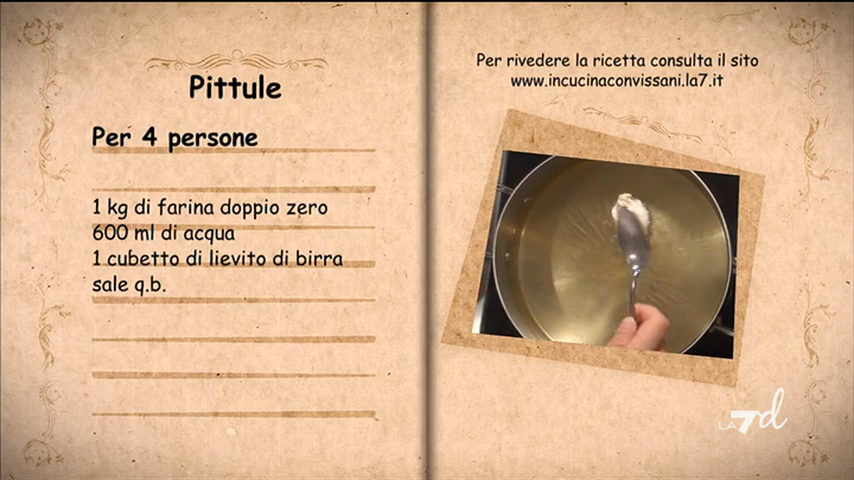 Pittule
Per 4 persone
1 kg di farina doppio zero
600 ml di acqua
1 cubetto di lievito di birra
sale q.b.
Per rivedere la ricetta consulta il sito
www.incucinaconvissani.la7.it
LA7d